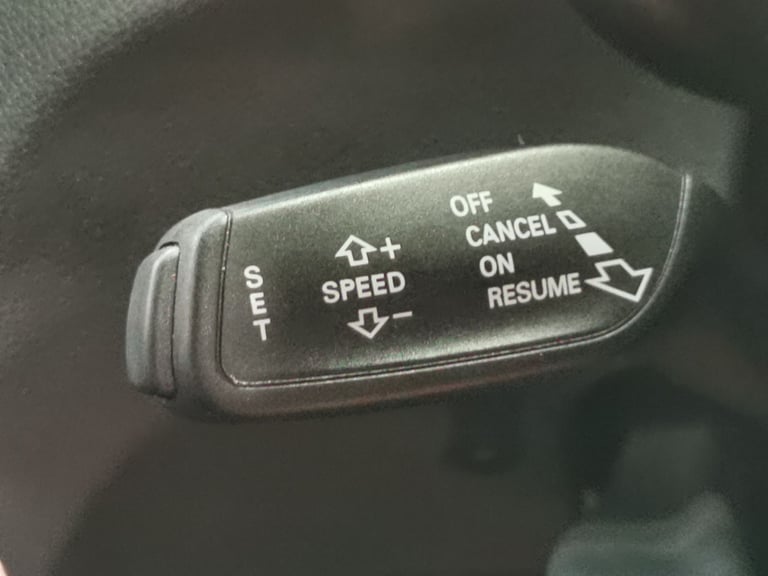 SET
+
SPEED
−
OFF
CANCEL
ON
RESUME